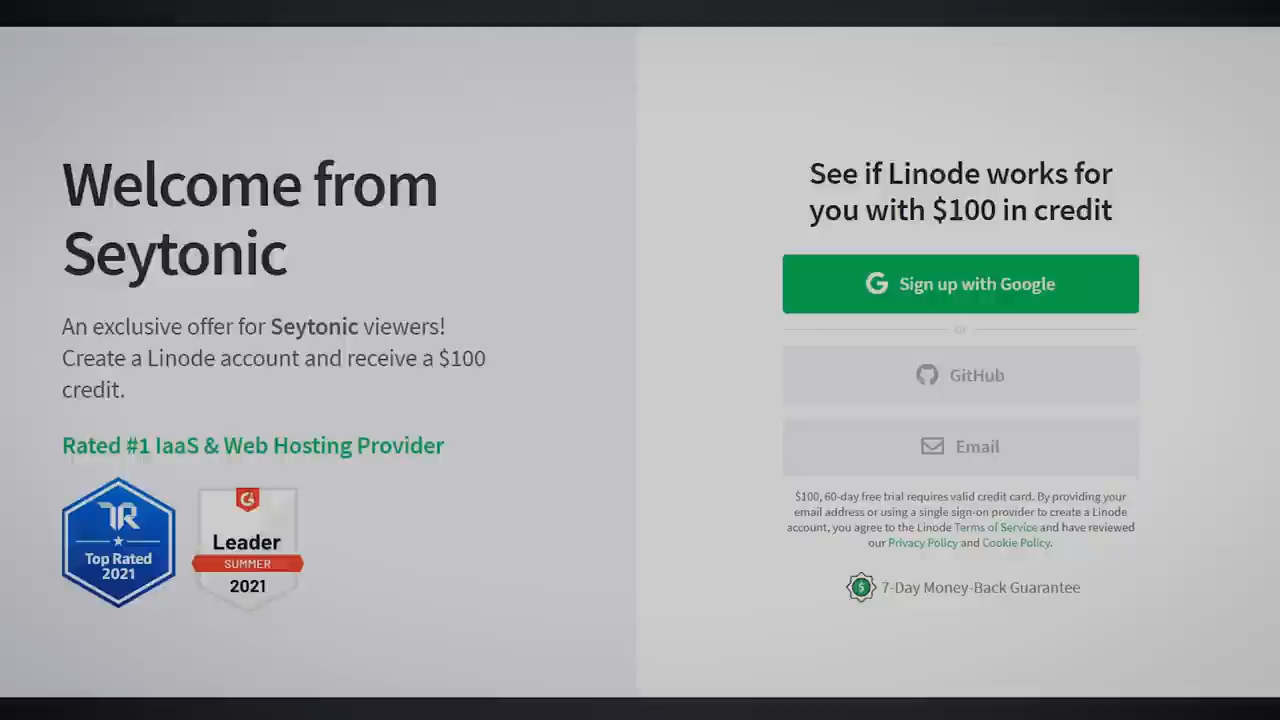 Welcome from
Seytonic
An exclusive offer for Seytonic viewers!
Create a Linode account and receive a $100
credit.
Rated #1 IaaS & Web Hosting Provider
TR
Top Rated
2021
G
Leader
SUMMER
2021
See if Linode works for
you with $100 in credit
G Sign up with Google
or
GitHub
Email
$100, 60-day free trial requires valid credit card. By providing your
email address or using a single sign-on provider to create a Linode
account, you agree to the Linode Terms of Service and have reviewed
our Privacy Policy and Cookie Policy.
$ 7-Day Money-Back Guarantee